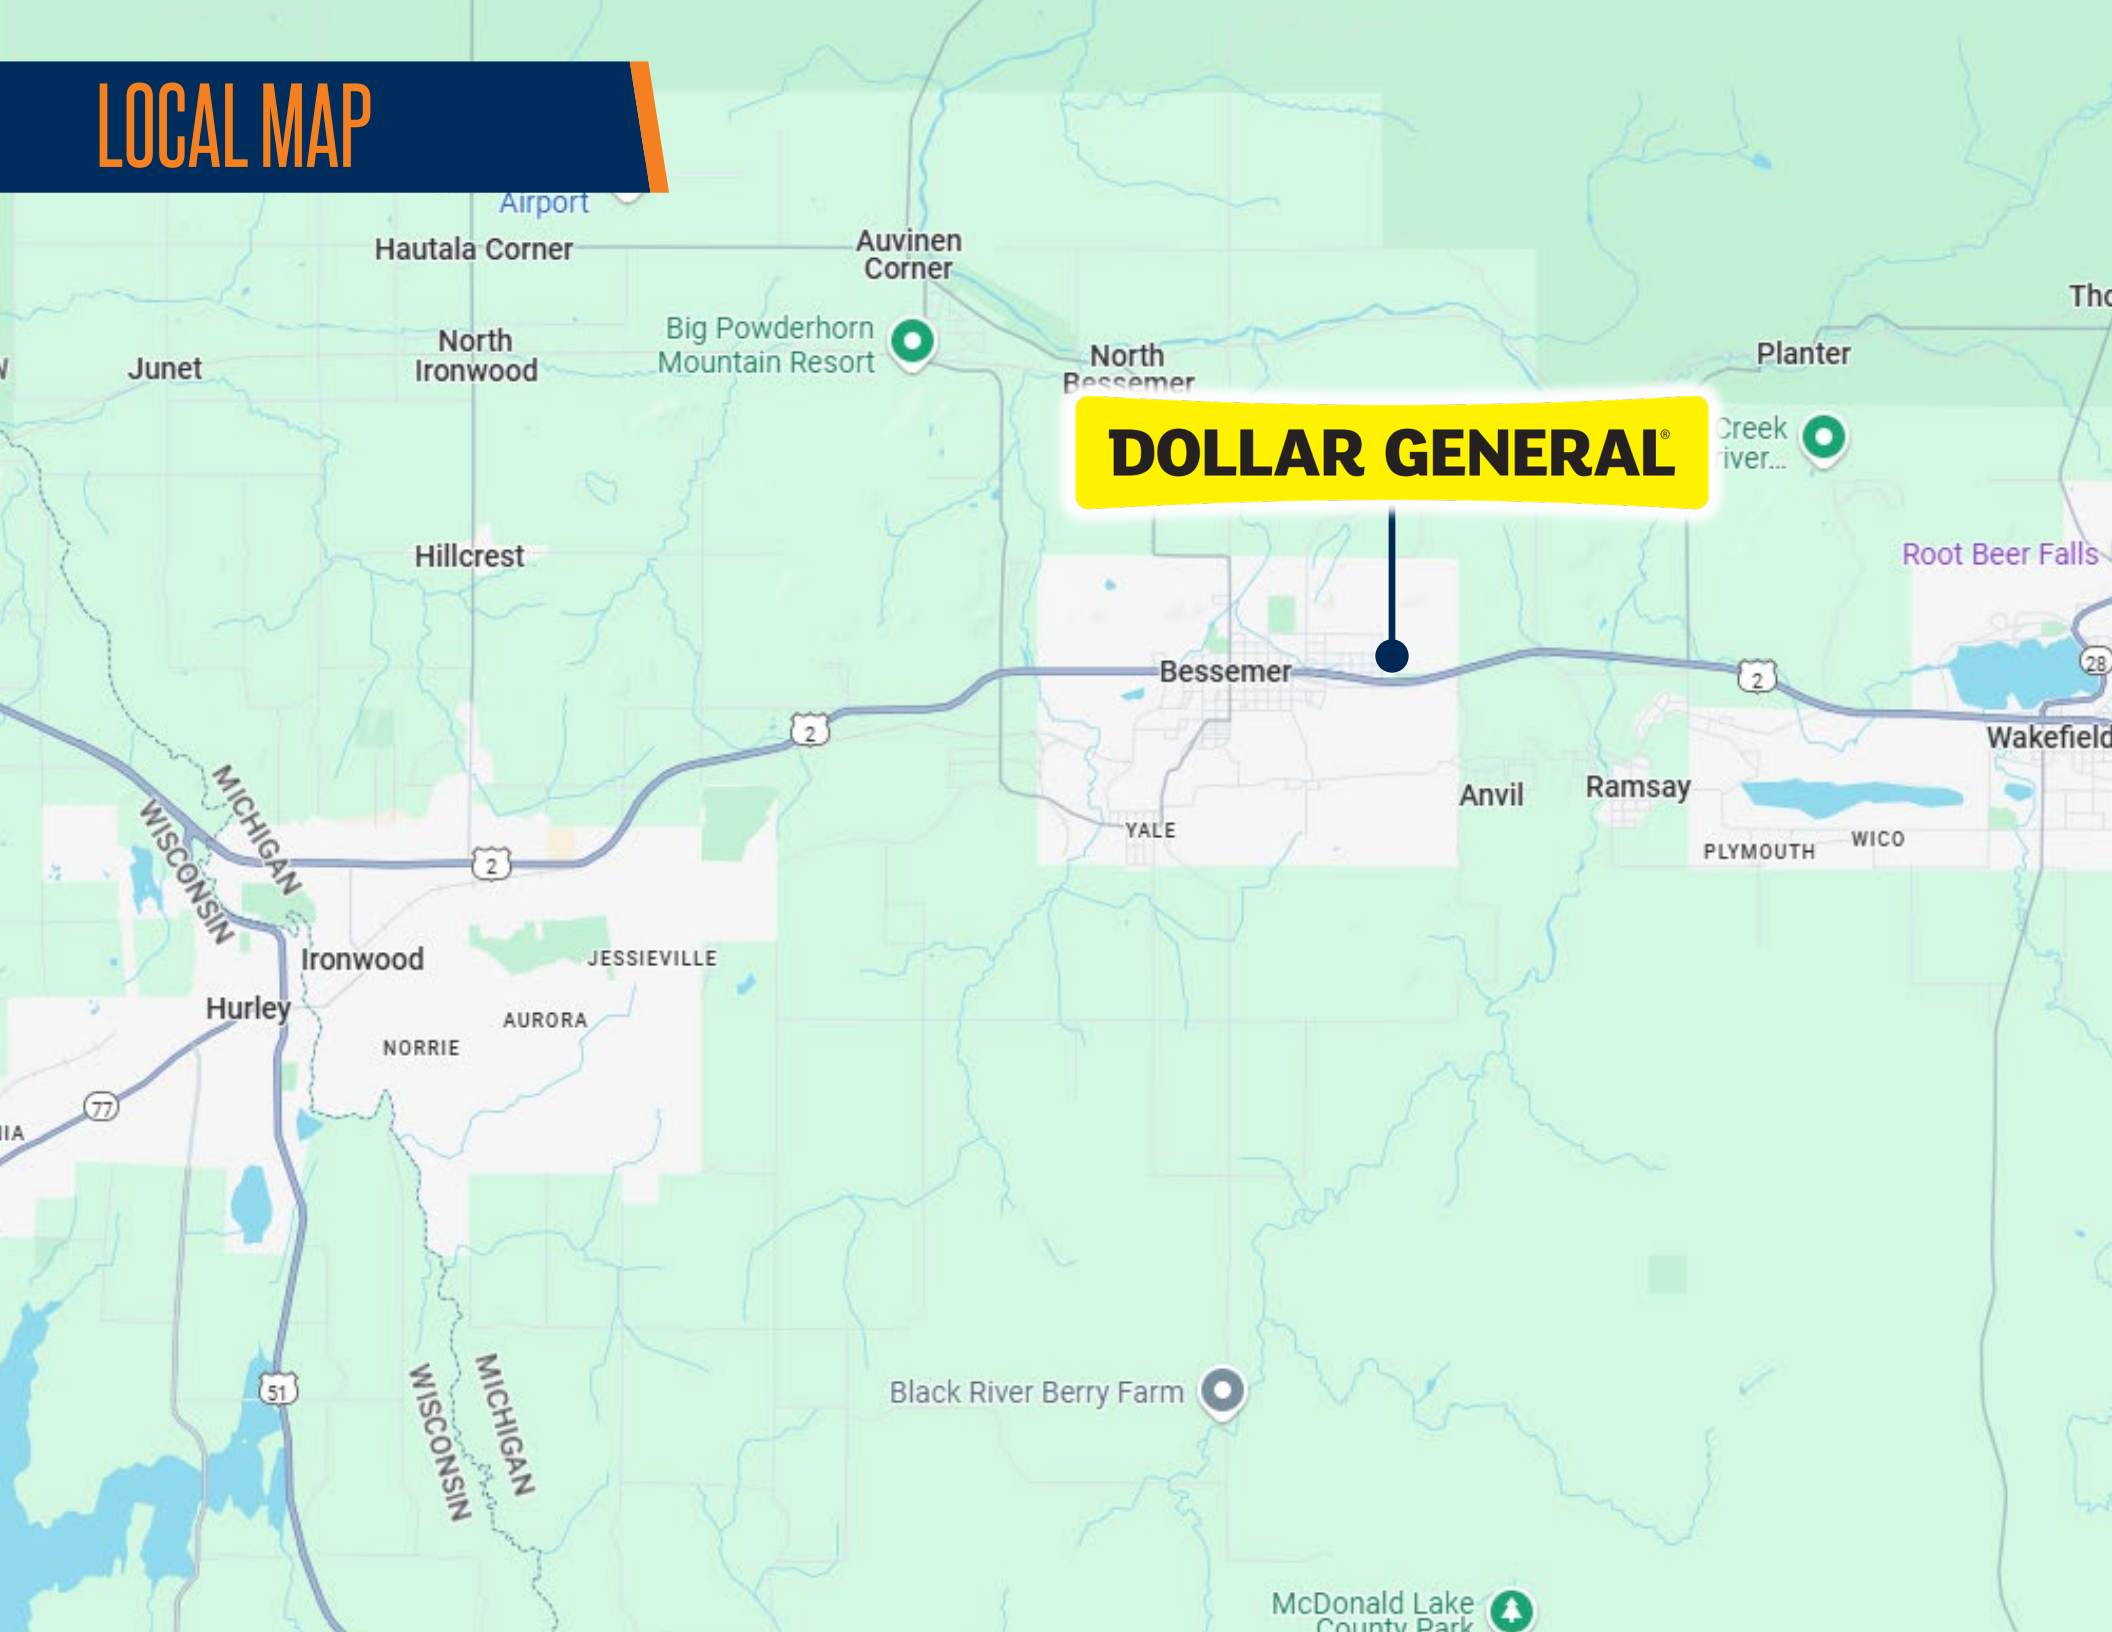 LOCAL MAP
Airport
Hautala Corner
Auvinen
Corner
Big Powderhorn
Mountain Resort
North
Ironwood
Junet
North
Bessemer
Planter
DOLLAR GENERAL®
Creek
Hillcrest
Root Beer Falls
Bessemer
2
28
2
Wakefield
MICHIGAN
WISCONSIN
Anvil
Ramsay
YALE
PLYMOUTH
WICO
2
Ironwood
JESSIEVILLE
Hurley
AURORA
NORRIE
77
51
WISCONSIN
MICHIGAN
Black River Berry Farm
McDonald Lake
County Park